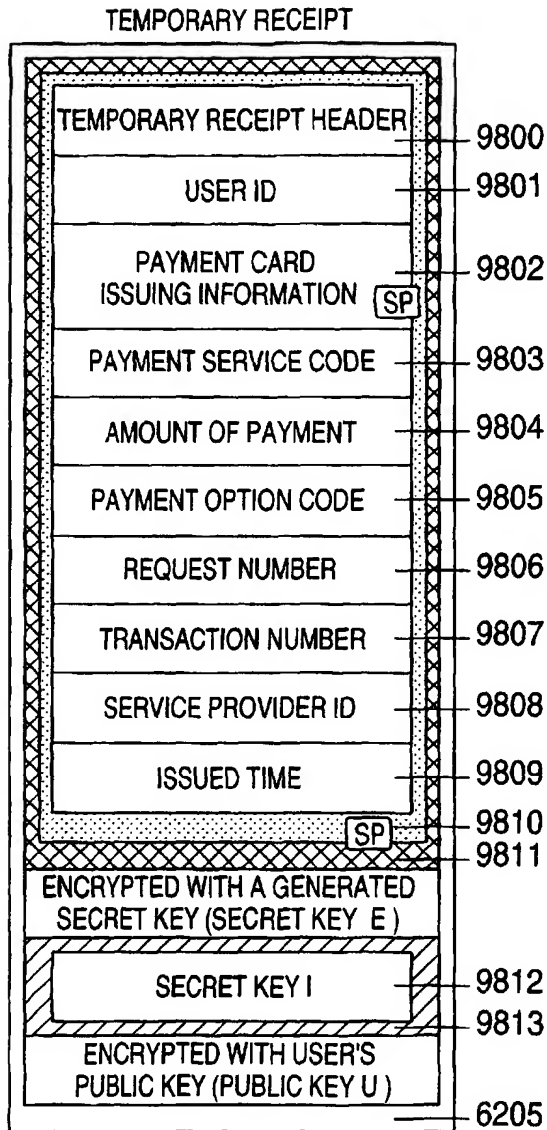 TEMPORARY RECEIPT
TEMPORARY RECEIPT HEADER
9800
USER ID
9801
PAYMENT CARD
ISSUING INFORMATION
SP
9802
PAYMENT SERVICE CODE
9803
AMOUNT OF PAYMENT
9804
PAYMENT OPTION CODE
9805
REQUEST NUMBER
9806
TRANSACTION NUMBER
9807
SERVICE PROVIDER ID
9808
ISSUED TIME
9809
SP
9810
9811
ENCRYPTED WITH A GENERATED
SECRET KEY (SECRET KEY E)
SECRET KEY I
9812
9813
ENCRYPTED WITH USER'S
PUBLIC KEY (PUBLIC KEY U)
6205